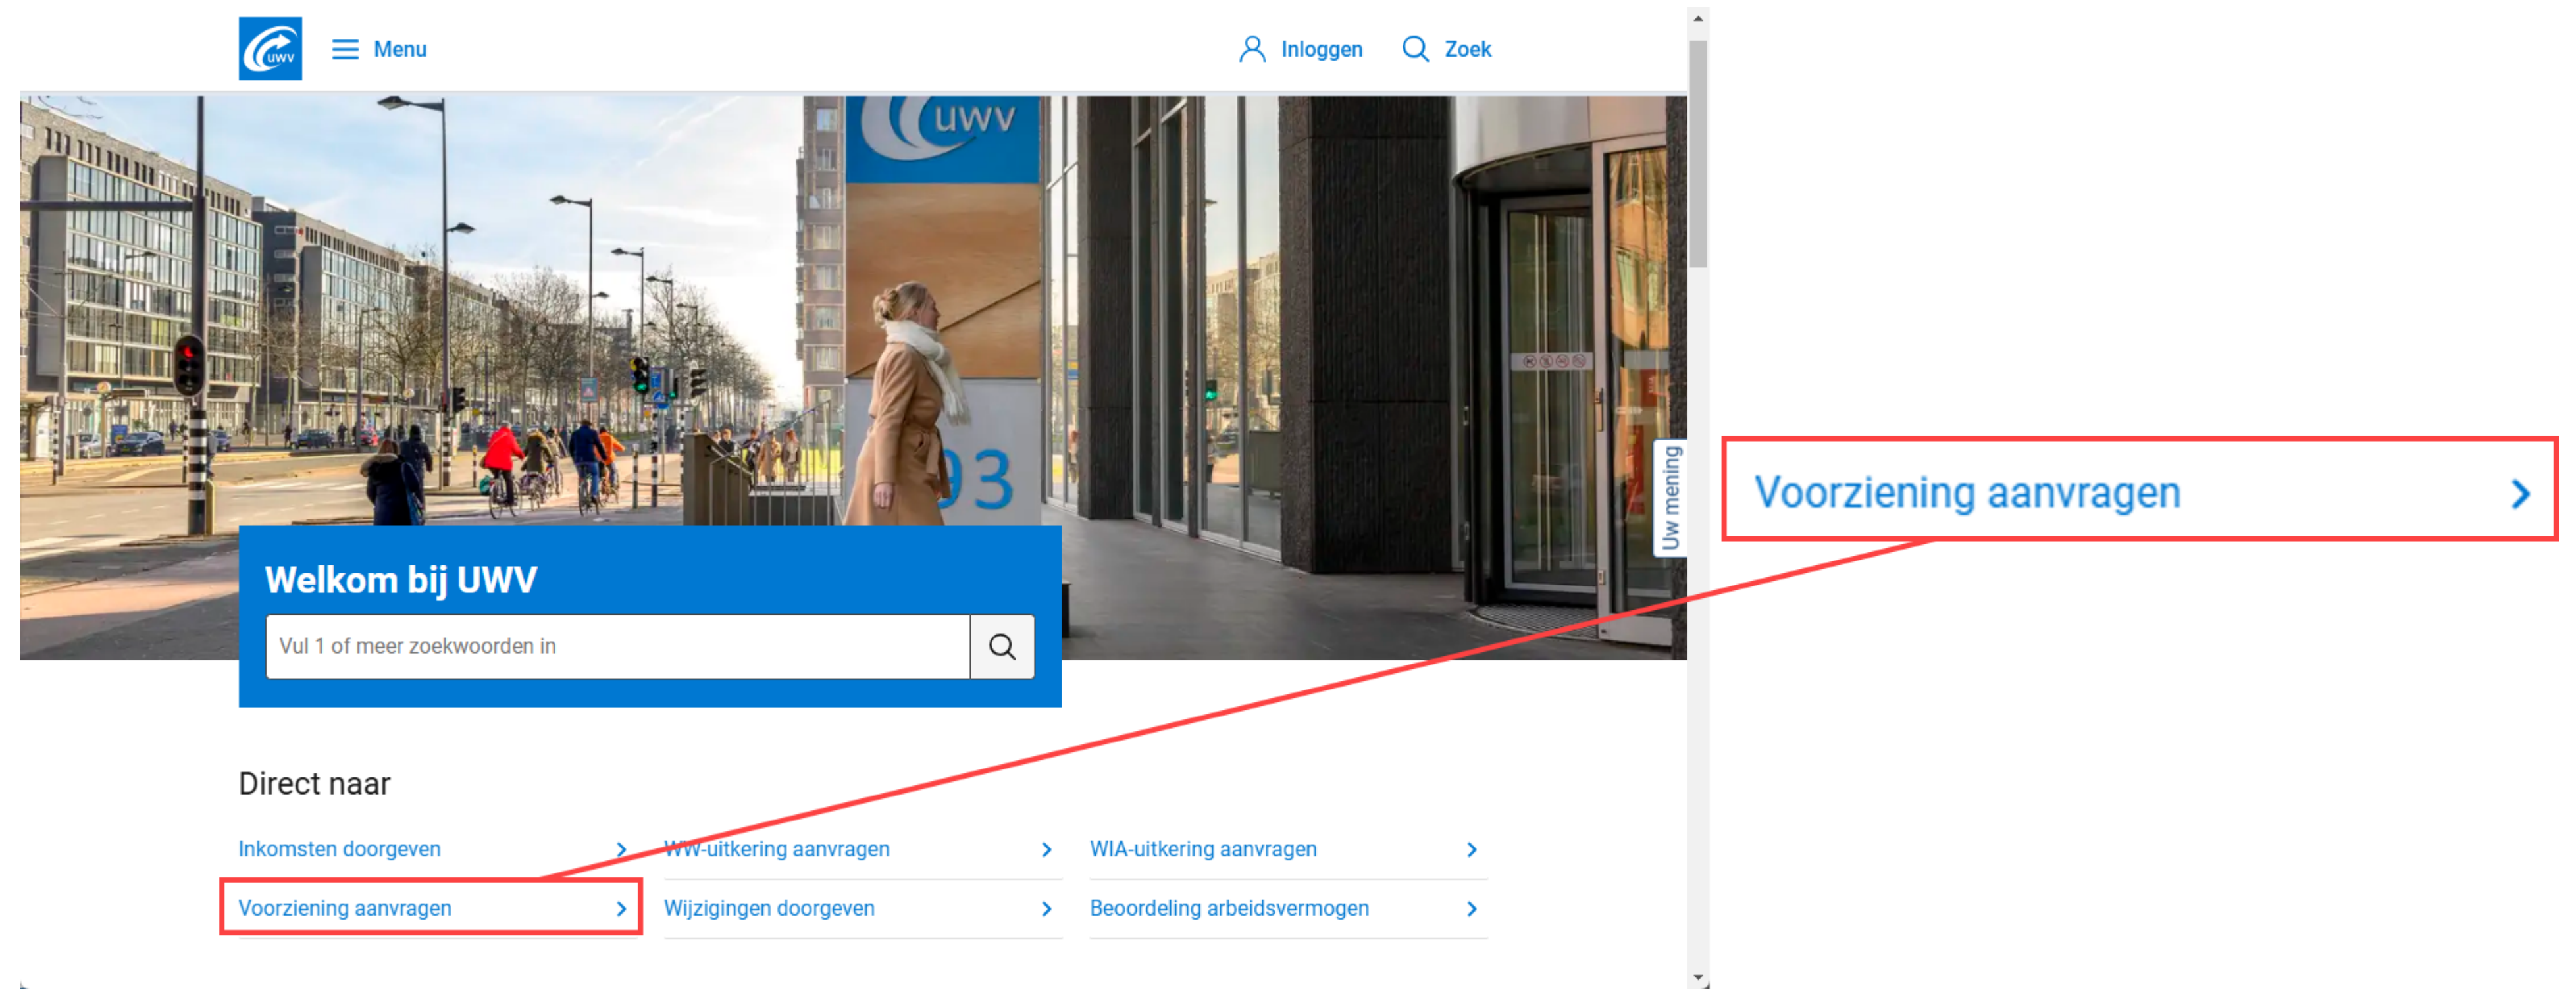 uwv
Menu
Inloggen
Zoek
uwv
93
Uw mening
Voorziening aanvragen
Welkom bij UWV
Vul 1 of meer zoekwoorden in
Direct naar
Inkomsten doorgeven
WW-uitkering aanvragen
WIA-uitkering aanvragen
Voorziening aanvragen
Wijzigingen doorgeven
Beoordeling arbeidsvermogen